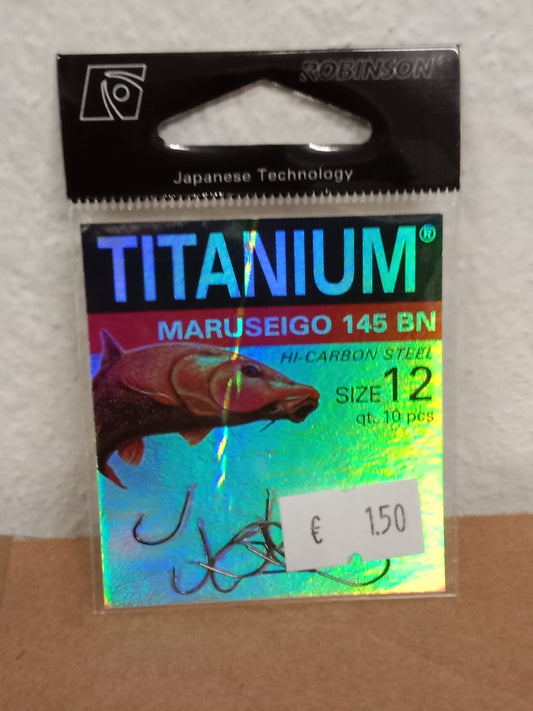 ROBINSON
Japanese Technology
TITANIUM®
MARUSEIGO 145 BN
HI-CARBON STEEL
SIZE 12
qt. 10 pcs
€ 1.50